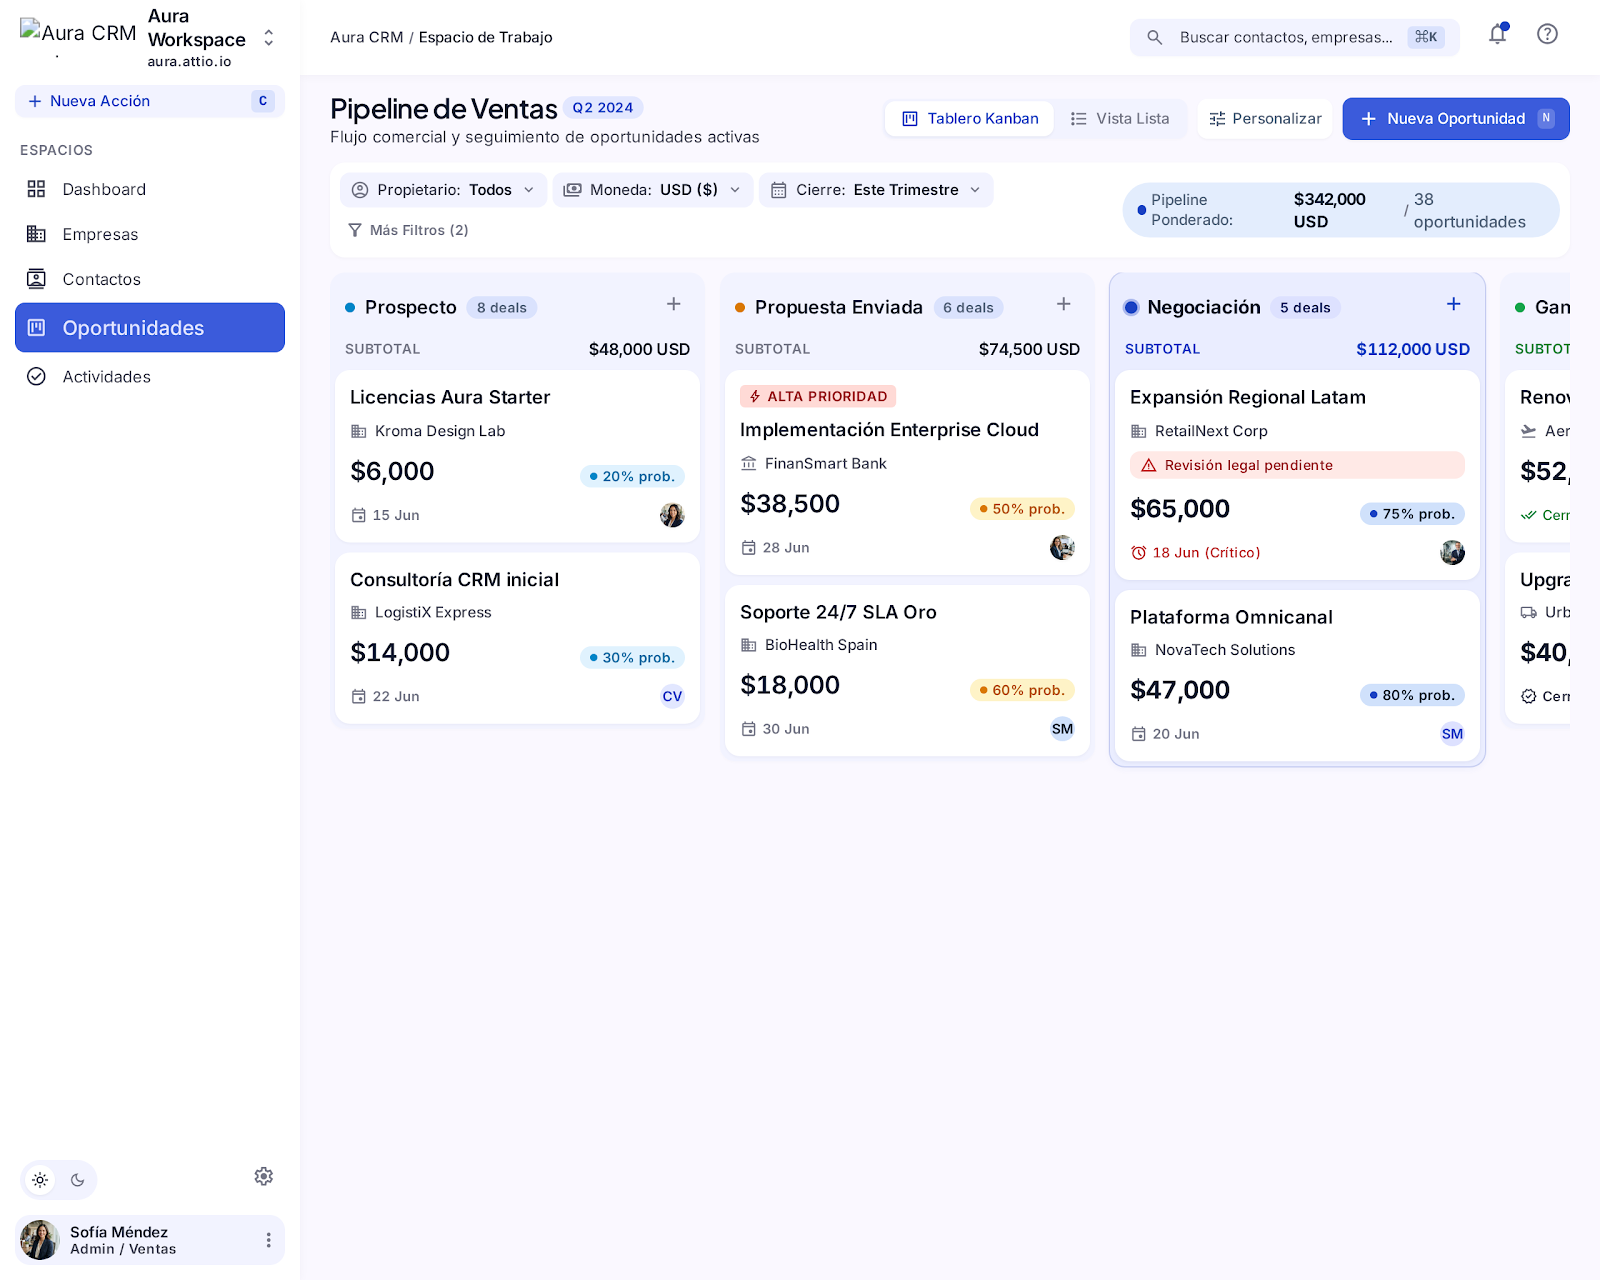 Aura CRM
Aura Workspace
aura.attio.io
Nueva Acción C
ESPACIOS
Dashboard
Empresas
Contactos
Oportunidades
Actividades
Sofía Méndez
Admin / Ventas
Aura CRM / Espacio de Trabajo
Buscar contactos, empresas... ⌘K
Pipeline de Ventas Q2 2024
Flujo comercial y seguimiento de oportunidades activas
Tablero Kanban
Vista Lista
Personalizar
Nueva Oportunidad N
Propietario: Todos
Moneda: USD ($)
Cierre: Este Trimestre
Más Filtros (2)
Pipeline Ponderado: $342,000 USD / 38 oportunidades
Prospecto 8 deals
SUBTOTAL $48,000 USD
Licencias Aura Starter
Kroma Design Lab
$6,000 20% prob.
15 Jun
Consultoría CRM inicial
LogistiX Express
$14,000 30% prob.
22 Jun CV
Propuesta Enviada 6 deals
SUBTOTAL $74,500 USD
ALTA PRIORIDAD
Implementación Enterprise Cloud
FinanSmart Bank
$38,500 50% prob.
28 Jun
Soporte 24/7 SLA Oro
BioHealth Spain
$18,000 60% prob.
30 Jun SM
Negociación 5 deals
SUBTOTAL $112,000 USD
Expansión Regional Latam
RetailNext Corp
Revisión legal pendiente
$65,000 75% prob.
18 Jun (Crítico)
Plataforma Omnicanal
NovaTech Solutions
$47,000 80% prob.
20 Jun SM